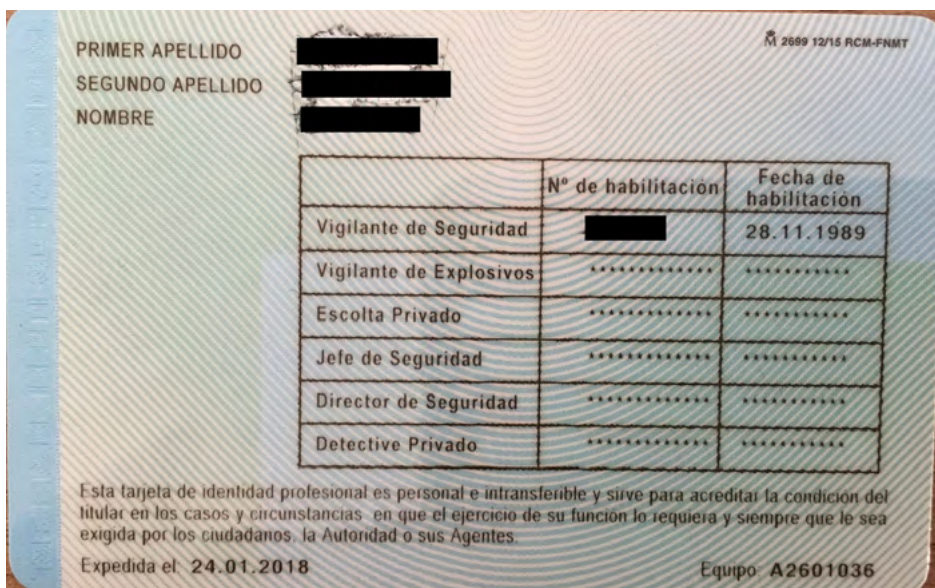 M 2699 12/15 RCM-FNMT
PRIMER APELLIDO
SEGUNDO APELLIDO
NOMBRE
Nº de habilitación Fecha de habilitación
Vigilante de Seguridad 28.11.1989
Vigilante de Explosivos ************* ***********
Escolta Privado ************* ***********
Jefe de Seguridad ************* ***********
Director de Seguridad ************* ***********
Detective Privado ************* ***********
Esta tarjeta de identidad profesional es personal e intransferible y sirve para acreditar la condición del
titular en los casos y circunstancias en que el ejercicio de su función lo requiera y siempre que le sea
exigida por los ciudadanos, la Autoridad o sus Agentes.
Expedida el: 24.01.2018 Equipo: A2601036